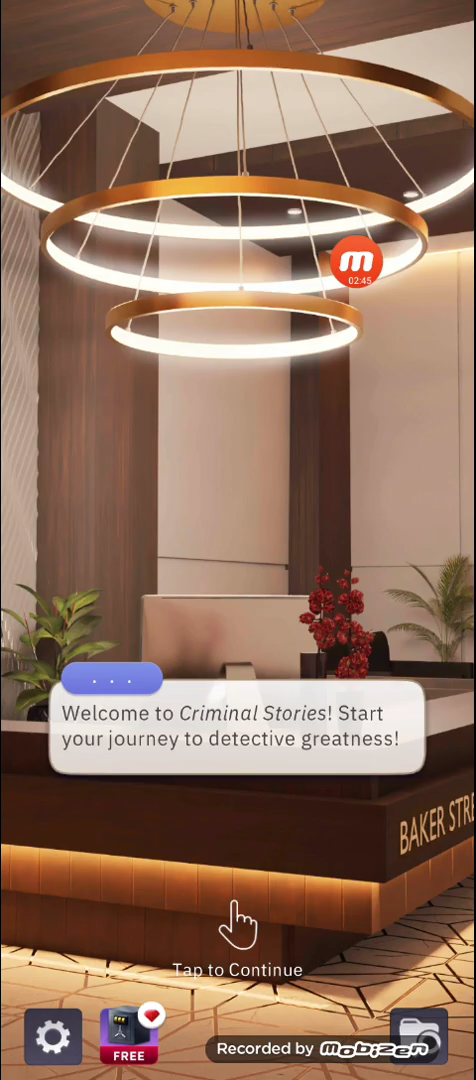 m
02:45
. . .
Welcome to Criminal Stories! Start
your journey to detective greatness!
BAKER STRE
Tap to Continue
FREE
Recorded by mobizen